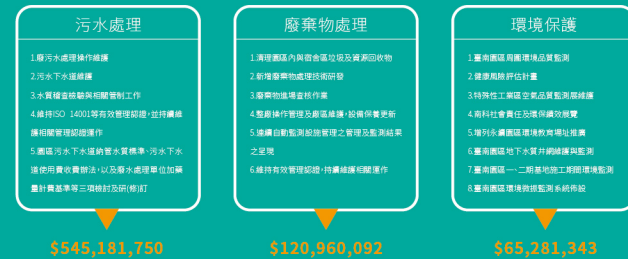 污水處理
1.廢污水處理操作維護
2.污水下水道維護
3.水質稽查檢驗與相關管制工作
4.維持ISO 14001等有效管理認證，並持續維
護相關管理認證運作
5.園區污水下水道納管水質標準、污水下水
道使用費收費辦法，以及廢水處理單位加藥
量計費基準等三項檢討及研(修)訂
$545,181,750
廢棄物處理
1.清理園區內與宿舍區垃圾及資源回收物
2.新增廢棄物處理技術研發
3.廢棄物進場查核作業
4.整廠操作管理及廠區維護，設備保養更新
5.連續自動監測設施管理之管理及監測結果
之呈現
6.維持有效管理認證，持續維護相關運作
$120,960,092
環境保護
1.臺南園區周圍環境品質監測
2.健康風險評估計畫
3.特殊性工業區空氣品質監測展維護
4.南科社會責任及環保績效展覽
5.增列永續園區環境教育場址推廣
6.臺南園區地下水質井網維護與監測
7.臺南園區一、二期基地施工期間環境監測
8.臺南園區環境微振監測系統佈設
$65,281,343